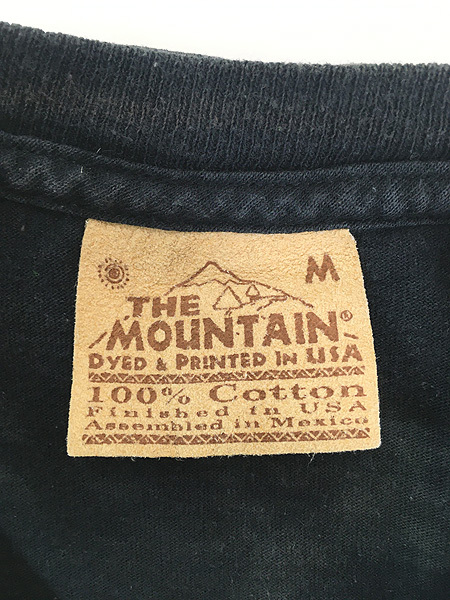 M
THE
MOUNTAIN®
DYED & PRINTED IN USA
100% Cotton
Finished in USA
Assembled in Mexico